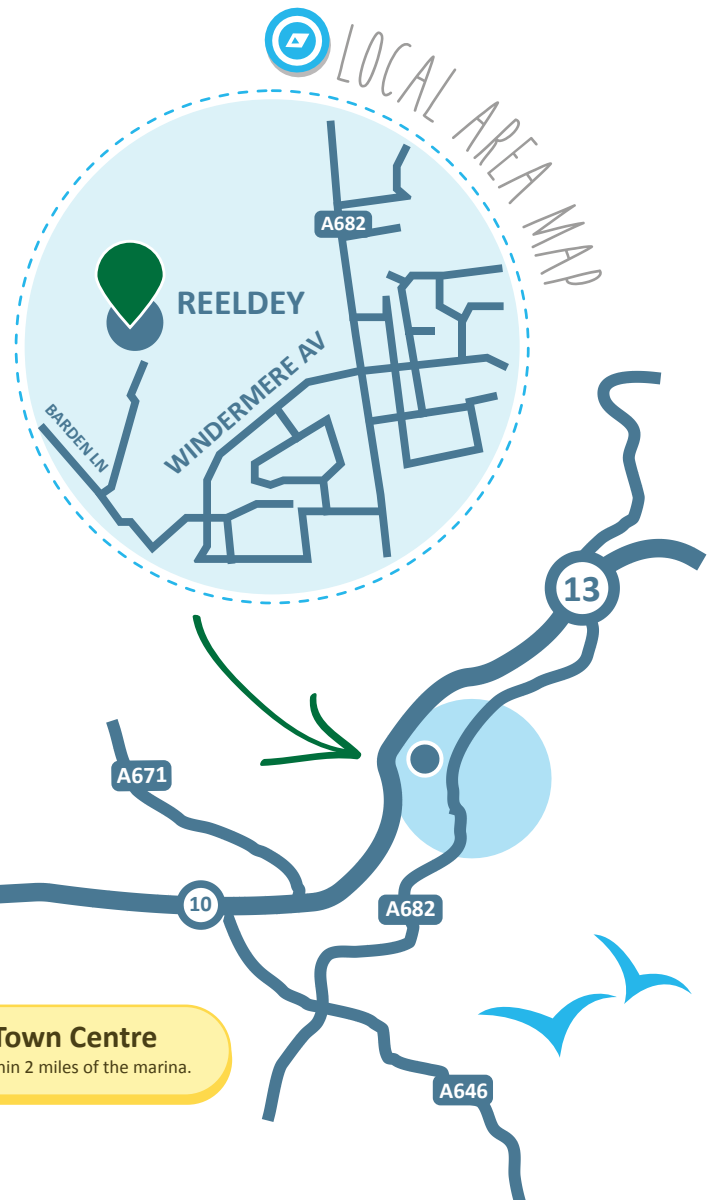 LOCAL AREA MAP
A682
REELDEY
WINDERMERE AV
BARDEN LN
13
A671
10
A682
Town Centre
2 miles of the marina.
A646